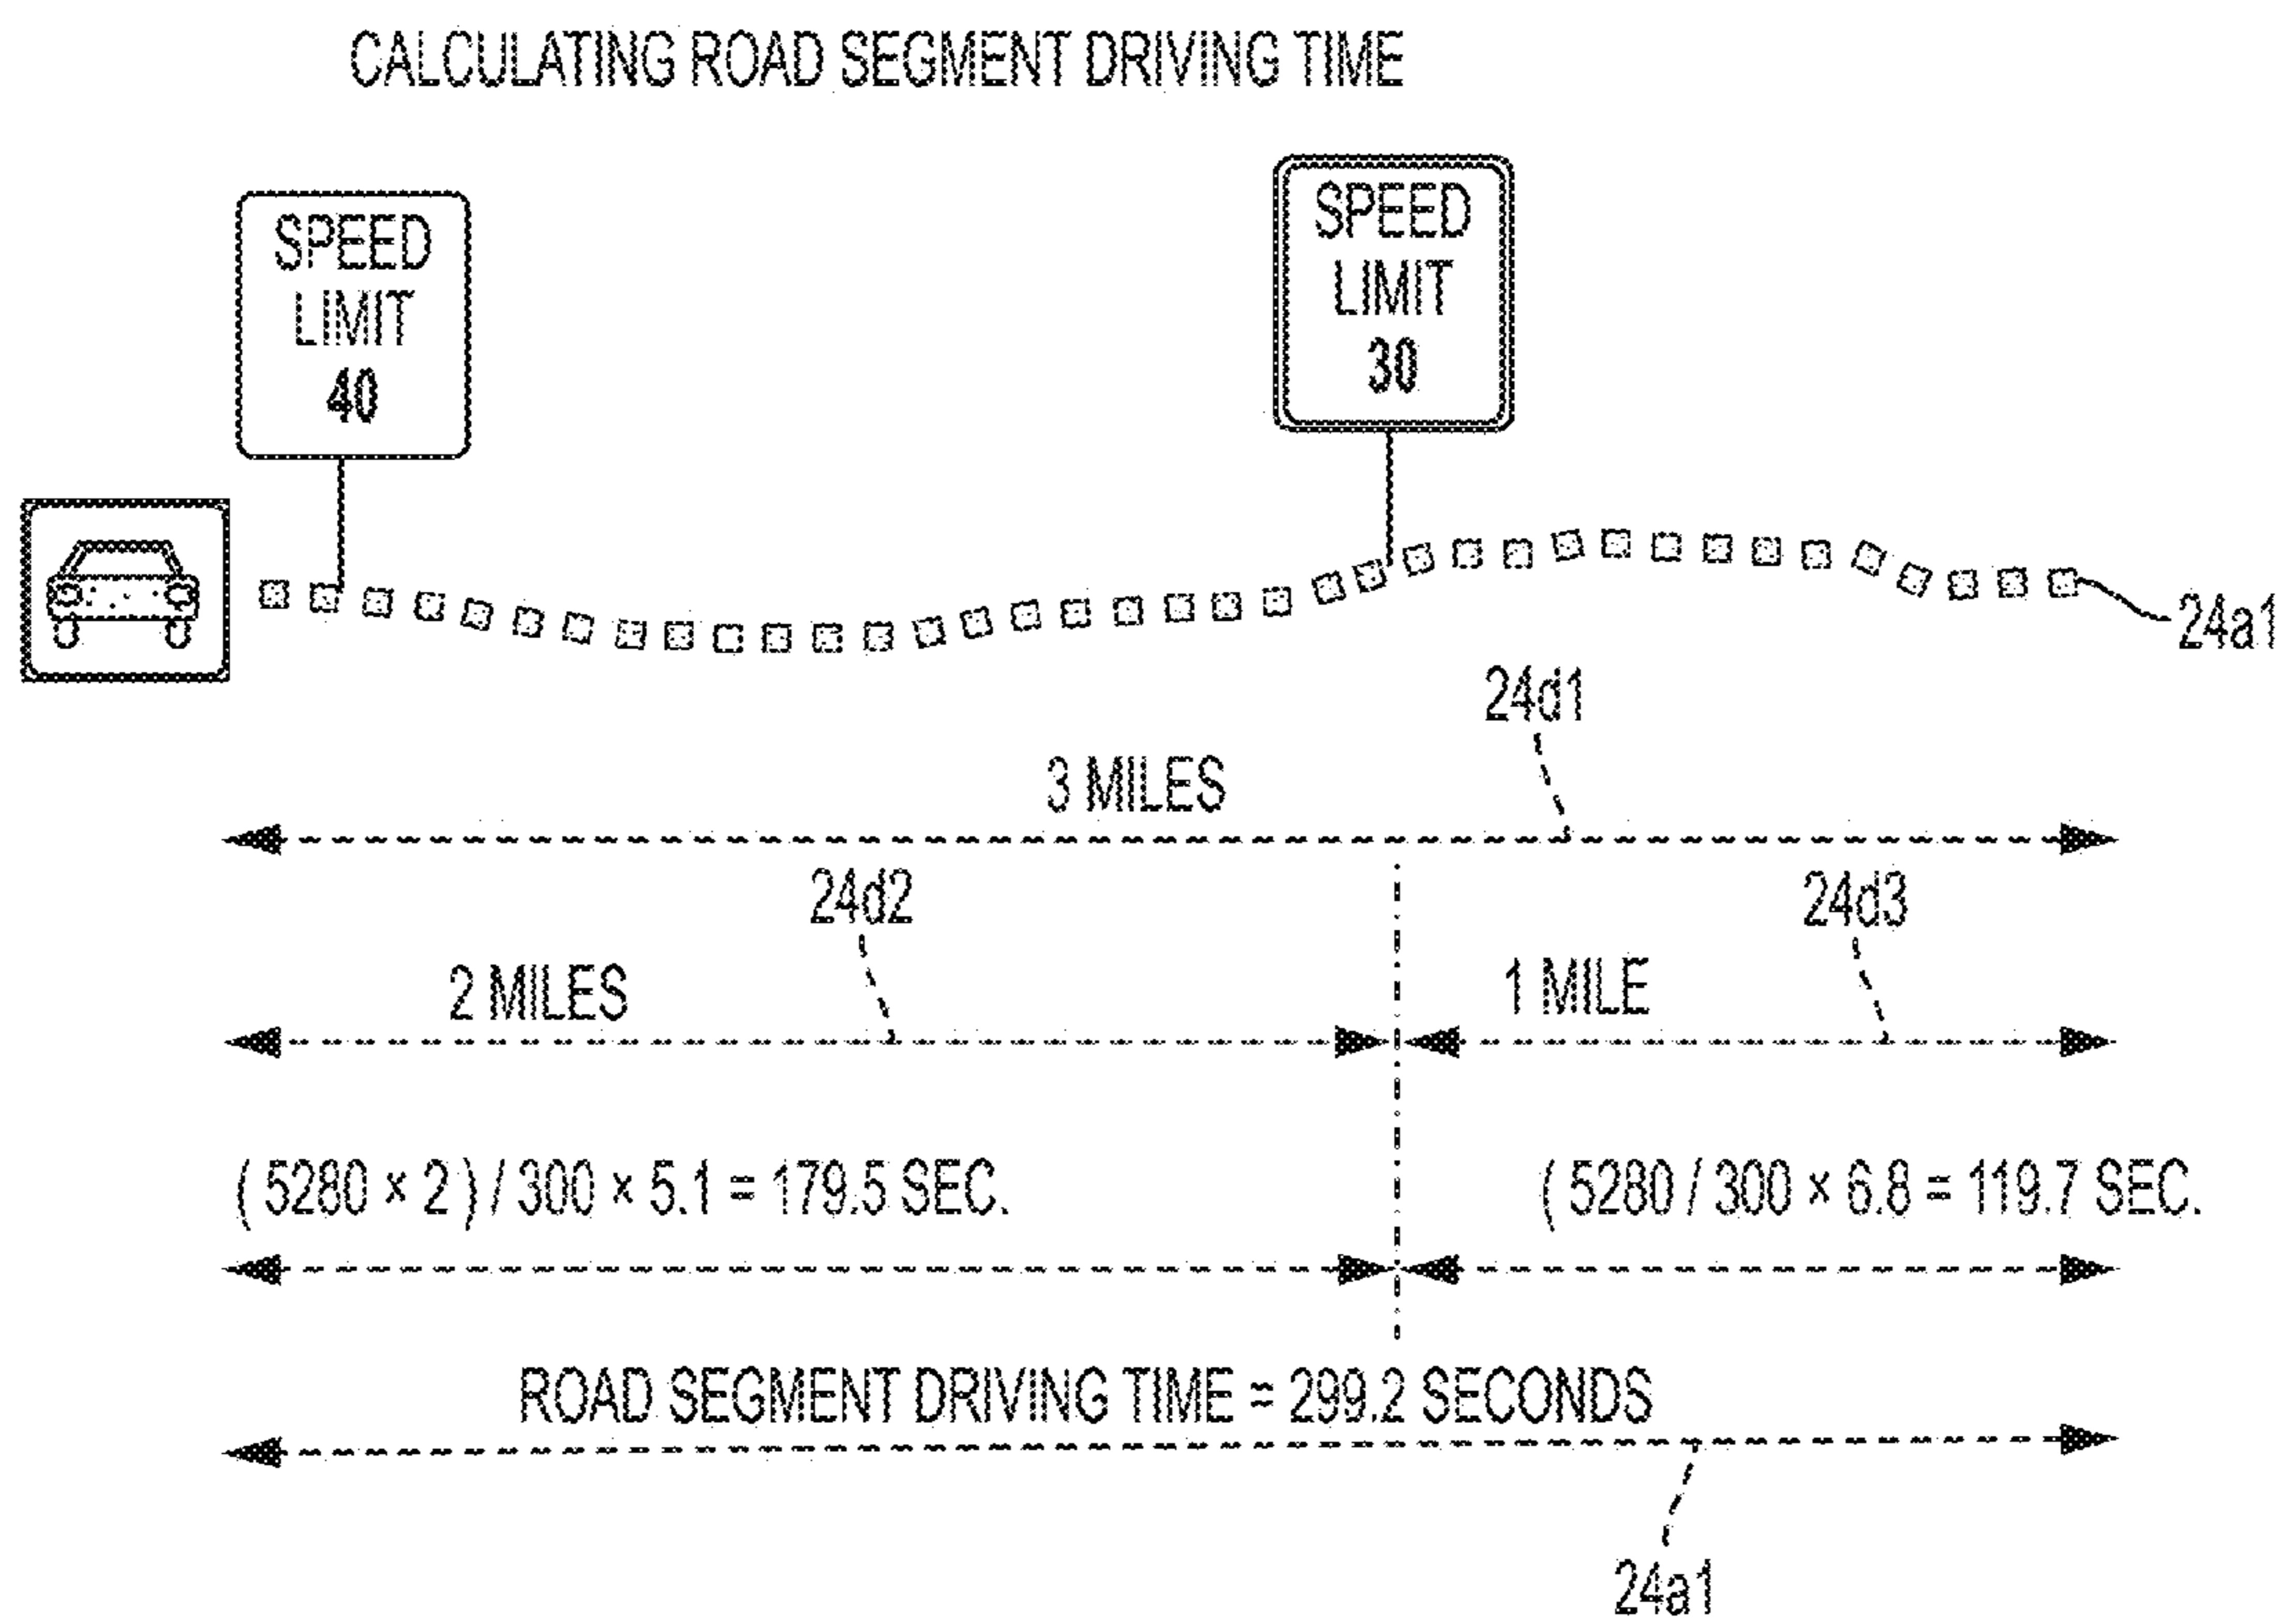 CALCULATING ROAD SEGMENT DRIVING TIME
SPEED
LIMIT
40
SPEED
LIMIT
30
24a1
24d1
3 MILES
24d2
24d3
2 MILES
1 MILE
( 5280 × 2 ) / 300 × 5.1 = 179.5 SEC.
( 5280 / 300 × 6.8 = 119.7 SEC.
ROAD SEGMENT DRIVING TIME = 299.2 SECONDS
24a1